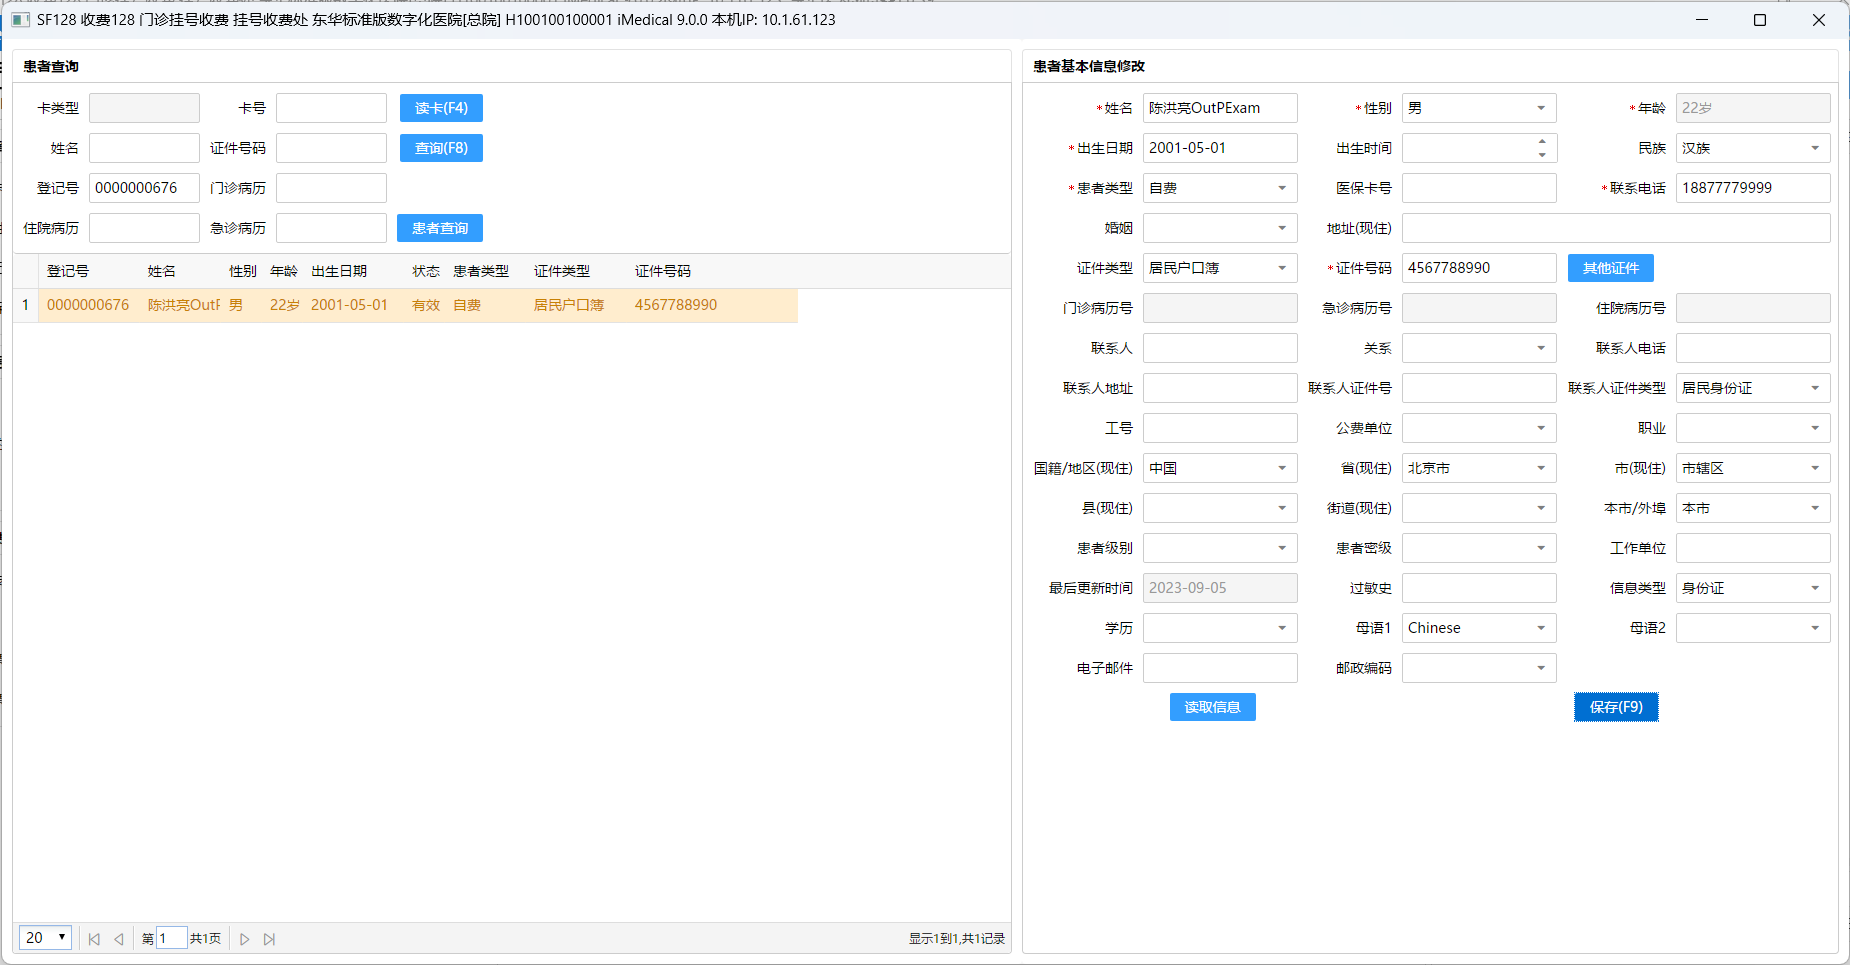 SF128 收费128 门诊挂号收费 挂号收费处 东华标准版数字化医院[总院] H100100100001 iMedical 9.0.0 本机IP: 10.1.61.123
患者查询
卡类型 卡号 读卡(F4)
姓名 证件号码 查询(F8)
登记号 0000000676 门诊病历
住院病历 急诊病历 患者查询
登记号 姓名 性别 年龄 出生日期 状态 患者类型 证件类型 证件号码
1 0000000676 陈洪亮OutF 男 22岁 2001-05-01 有效 自费 居民户口簿 4567788990
20 第 1 共1页 显示1到1,共1记录
患者基本信息修改
*姓名 陈洪亮OutPExam *性别 男 *年龄 22岁
*出生日期 2001-05-01 出生时间 民族 汉族
*患者类型 自费 医保卡号 *联系电话 18877779999
婚姻 地址(现住)
证件类型 居民户口簿 *证件号码 4567788990 其他证件
门诊病历号 急诊病历号 住院病历号
联系人 关系 联系人电话
联系人地址 联系人证件号 联系人证件类型 居民身份证
工号 公费单位 职业
国籍/地区(现住) 中国 省(现住) 北京市 市(现住) 市辖区
县(现住) 街道(现住) 本市/外埠 本市
患者级别 患者密级 工作单位
最后更新时间 2023-09-05 过敏史 信息类型 身份证
学历 母语1 Chinese 母语2
电子邮件 邮政编码
读取信息 保存(F9)